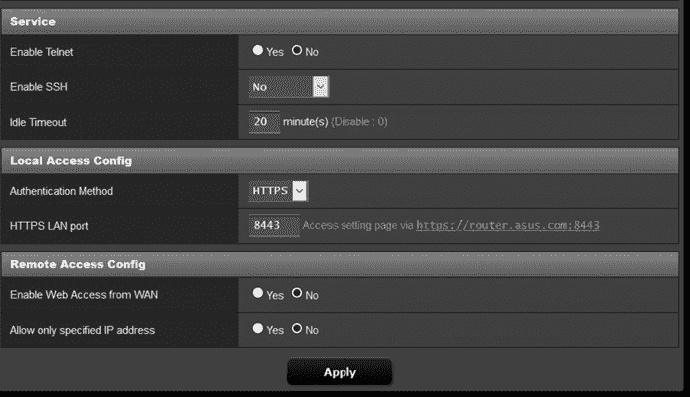 Service
Enable Telnet Yes No
Enable SSH No
Idle Timeout 20 minute(s) (Disable : 0)
Local Access Config
Authentication Method HTTPS
HTTPS LAN port 8443 Access setting page via https://router.asus.com:8443
Remote Access Config
Enable Web Access from WAN Yes No
Allow only specified IP address Yes No
Apply